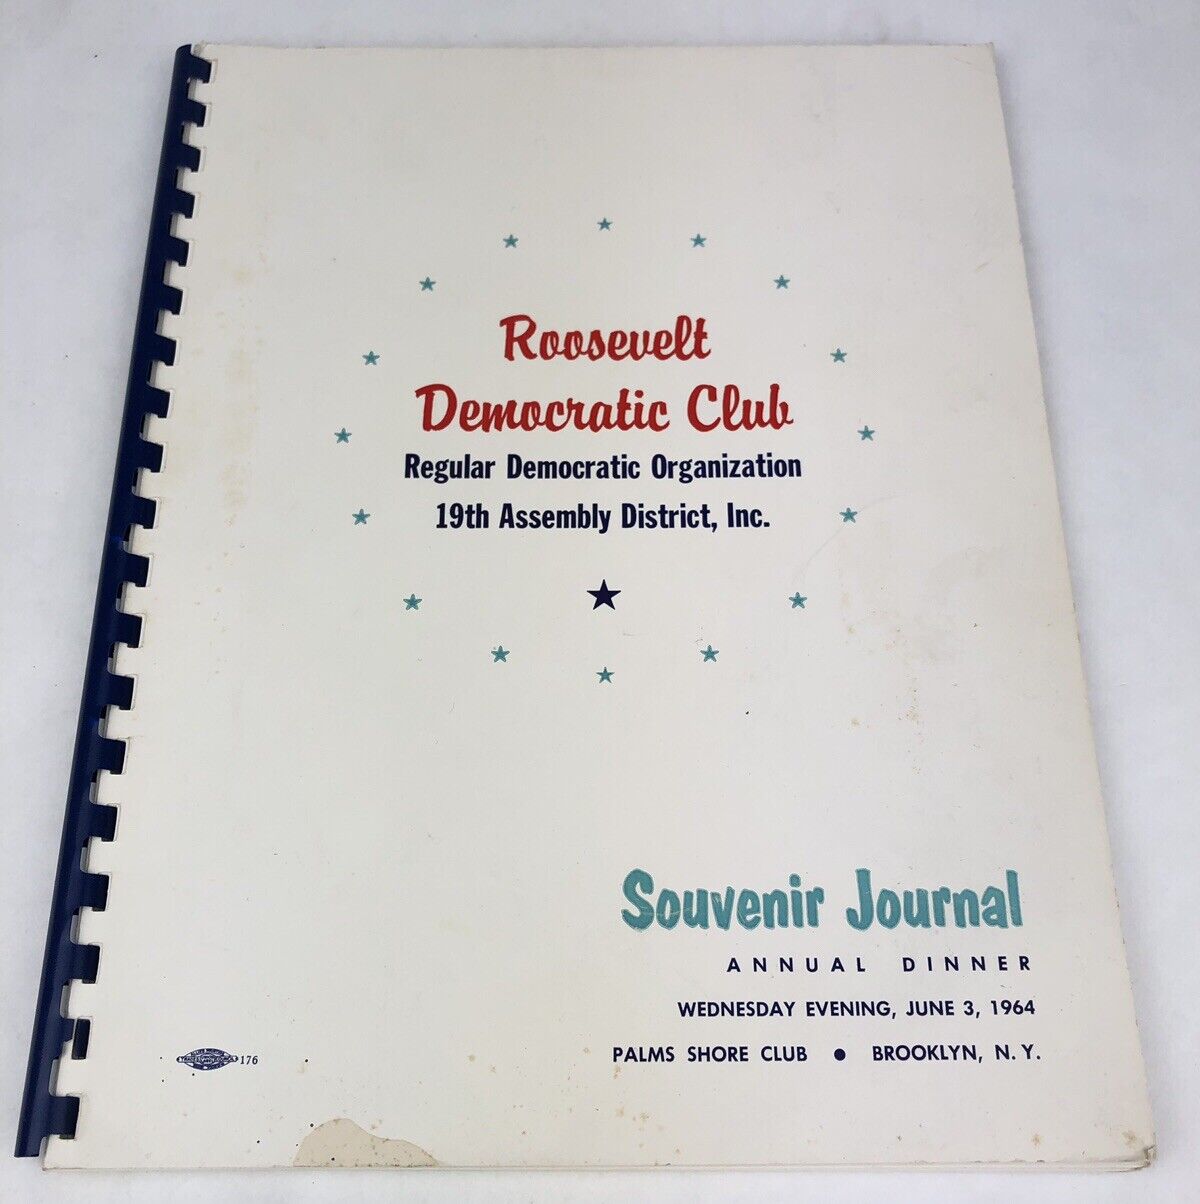 Roosevelt
Democratic Club
Regular Democratic Organization
19th Assembly District, Inc.
Souvenir Journal
ANNUAL DINNER
WEDNESDAY EVENING, JUNE 3, 1964
PALMS SHORE CLUB • BROOKLYN, N. Y.
176